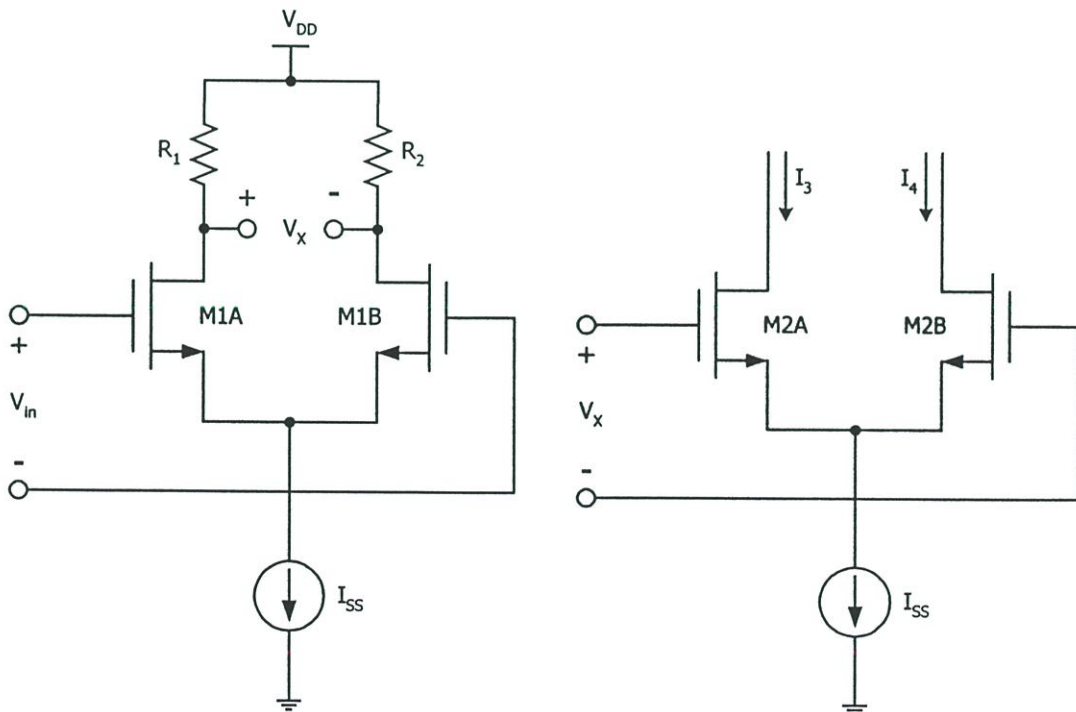 V_DD
R_1
R_2
+
-
V_X
I_3
I_4
M1A
M1B
M2A
M2B
+
V_in
-
+
V_X
-
I_SS
I_SS